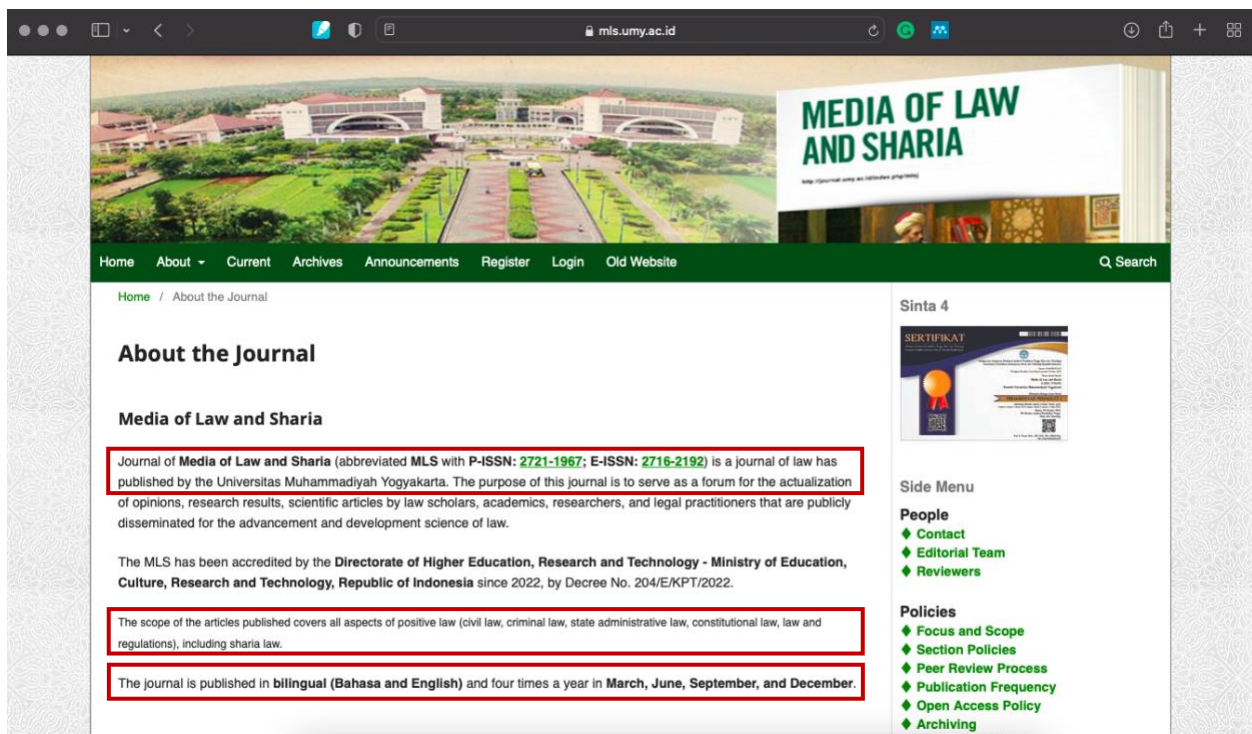 mls.umy.ac.id
MEDIA OF LAW
AND SHARIA
Home About Current Archives Announcements Register Login Old Website Search
Home / About the Journal
About the Journal
Media of Law and Sharia
Journal of Media of Law and Sharia (abbreviated MLS with P-ISSN: 2721-1967; E-ISSN: 2716-2192) is a journal of law has
published by the Universitas Muhammadiyah Yogyakarta. The purpose of this journal is to serve as a forum for the actualization
of opinions, research results, scientific articles by law scholars, academics, researchers, and legal practitioners that are publicly
disseminated for the advancement and development science of law.
The MLS has been accredited by the Directorate of Higher Education, Research and Technology - Ministry of Education,
Culture, Research and Technology, Republic of Indonesia since 2022, by Decree No. 204/E/KPT/2022.
The scope of the articles published covers all aspects of positive law (civil law, criminal law, state administrative law, constitutional law, law and
regulations), including sharia law.
The journal is published in bilingual (Bahasa and English) and four times a year in March, June, September, and December.
Sinta 4
SERTIFIKAT
Side Menu
People
Contact
Editorial Team
Reviewers
Policies
Focus and Scope
Section Policies
Peer Review Process
Publication Frequency
Open Access Policy
Archiving